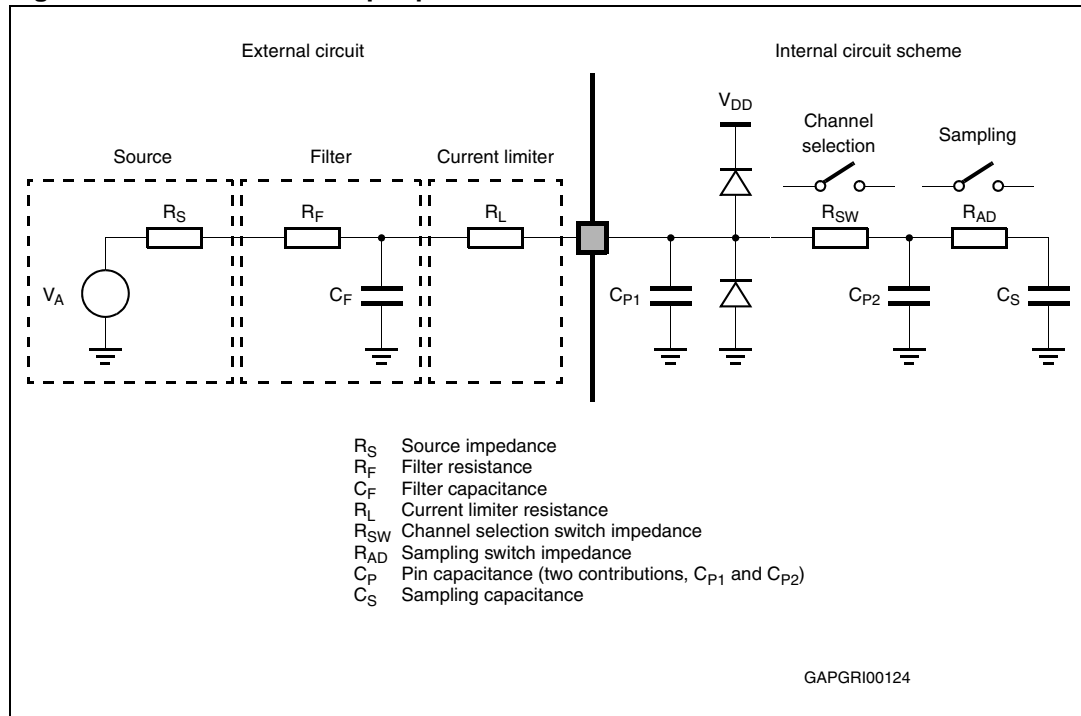 External circuit
Internal circuit scheme
VDD
Channel selection
Sampling
Source
Filter
Current limiter
RS
RF
RL
RSW
RAD
VA
CF
CP1
CP2
CS
RS Source impedance
RF Filter resistance
CF Filter capacitance
RL Current limiter resistance
RSW Channel selection switch impedance
RAD Sampling switch impedance
CP Pin capacitance (two contributions, CP1 and CP2)
CS Sampling capacitance
GAPGRI00124